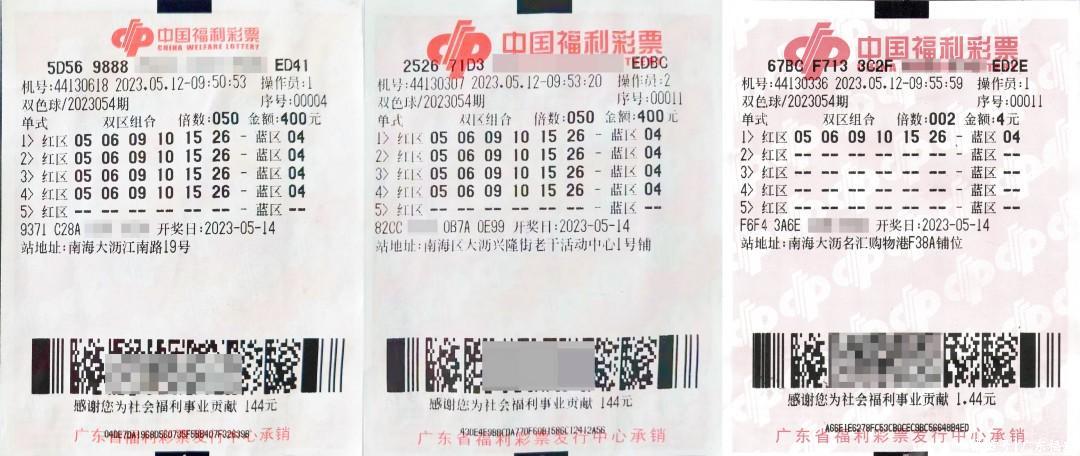 中国福利彩票
CHINA WELFARE LOTTERY
5D56 9888 ED41
机号:44130618 2023.05.12-09:50:53 操作员:1
双色球/2023054期 序号:00004
单式 双区组合 倍数:050 金额:400元
1> 红区 05 06 09 10 15 26 - 蓝区 04
2> 红区 05 06 09 10 15 26 - 蓝区 04
3> 红区 05 06 09 10 15 26 - 蓝区 04
4> 红区 05 06 09 10 15 26 - 蓝区 04
5> 红区 -- -- -- -- -- -- - 蓝区 --
9371 C28A 开奖日:2023-05-14
站地址:南海大沥江南路19号
感谢您为社会福利事业贡献 144元
广东省福利彩票发行中心承销
中国福利彩票
2526 71D3 EDBC
机号:44130307 2023.05.12-09:53:20 操作员:2
双色球/2023054期 序号:00011
单式 双区组合 倍数:050 金额:400元
1> 红区 05 06 09 10 15 26 - 蓝区 04
2> 红区 05 06 09 10 15 26 - 蓝区 04
3> 红区 05 06 09 10 15 26 - 蓝区 04
4> 红区 05 06 09 10 15 26 - 蓝区 04
5> 红区 -- -- -- -- -- -- - 蓝区 --
82CC 0B7A 0E99 开奖日:2023-05-14
站地址:南海区大沥兴隆街老干活动中心1号铺
感谢您为社会福利事业贡献 144元
广东省福利彩票发行中心承销
中国福利彩票
67BC F713 3C2F ED2E
机号:44130336 2023.05.12-09:55:59 操作员:1
双色球/2023054期 序号:00011
单式 双区组合 倍数:002 金额:4元
1> 红区 05 06 09 10 15 26 - 蓝区 04
2> 红区 -- -- -- -- -- -- - 蓝区 --
3> 红区 -- -- -- -- -- -- - 蓝区 --
4> 红区 -- -- -- -- -- -- - 蓝区 --
5> 红区 -- -- -- -- -- -- - 蓝区 --
F6F4 3A6E 开奖日:2023-05-14
站地址:南海大沥名汇购物港F38A铺位
感谢您为社会福利事业贡献 1.44元
广东省福利彩票发行中心承销